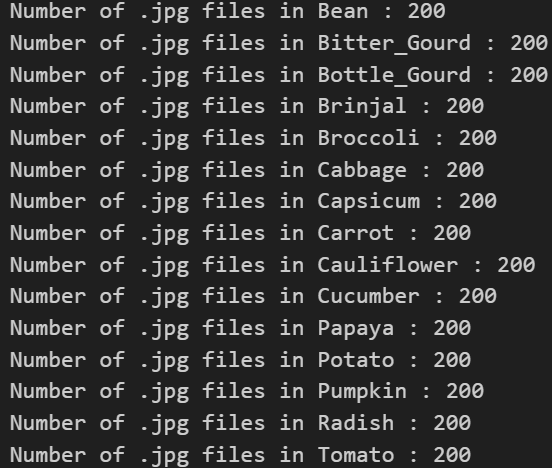 Number of .jpg files in Bean : 200
Number of .jpg files in Bitter_Gourd : 200
Number of .jpg files in Bottle_Gourd : 200
Number of .jpg files in Brinjal : 200
Number of .jpg files in Broccoli : 200
Number of .jpg files in Cabbage : 200
Number of .jpg files in Capsicum : 200
Number of .jpg files in Carrot : 200
Number of .jpg files in Cauliflower : 200
Number of .jpg files in Cucumber : 200
Number of .jpg files in Papaya : 200
Number of .jpg files in Potato : 200
Number of .jpg files in Pumpkin : 200
Number of .jpg files in Radish : 200
Number of .jpg files in Tomato : 200